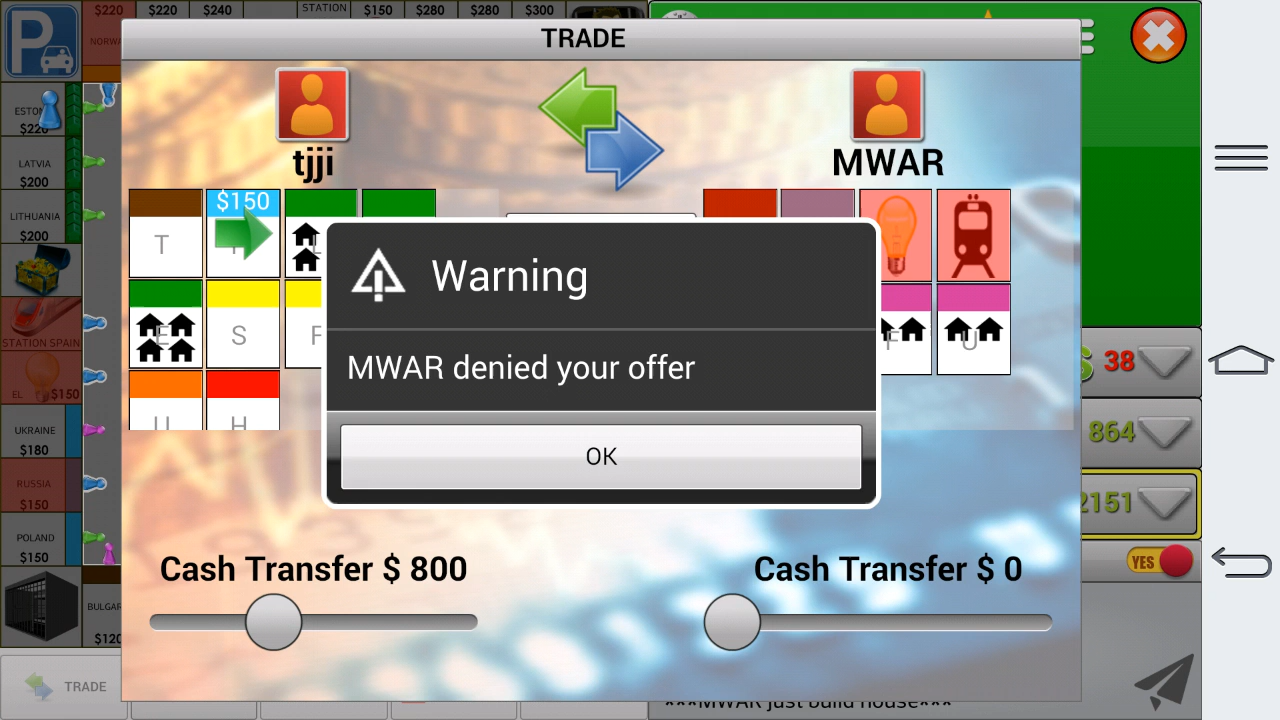 $220 $220 $240 STATION $150 $280 $280 $300
TRADE
tjji
MWAR
$150
T
E S F
U H
F U
Warning
MWAR denied your offer
OK
Cash Transfer $ 800
Cash Transfer $ 0
$220
LATVIA
$200
LITHUANIA
$200
STATION SPAIN
EL $150
UKRAINE
$180
RUSSIA
$150
POLAND
$150
$120
TRADE
38
864
2151
YES
***MWAR just build house***